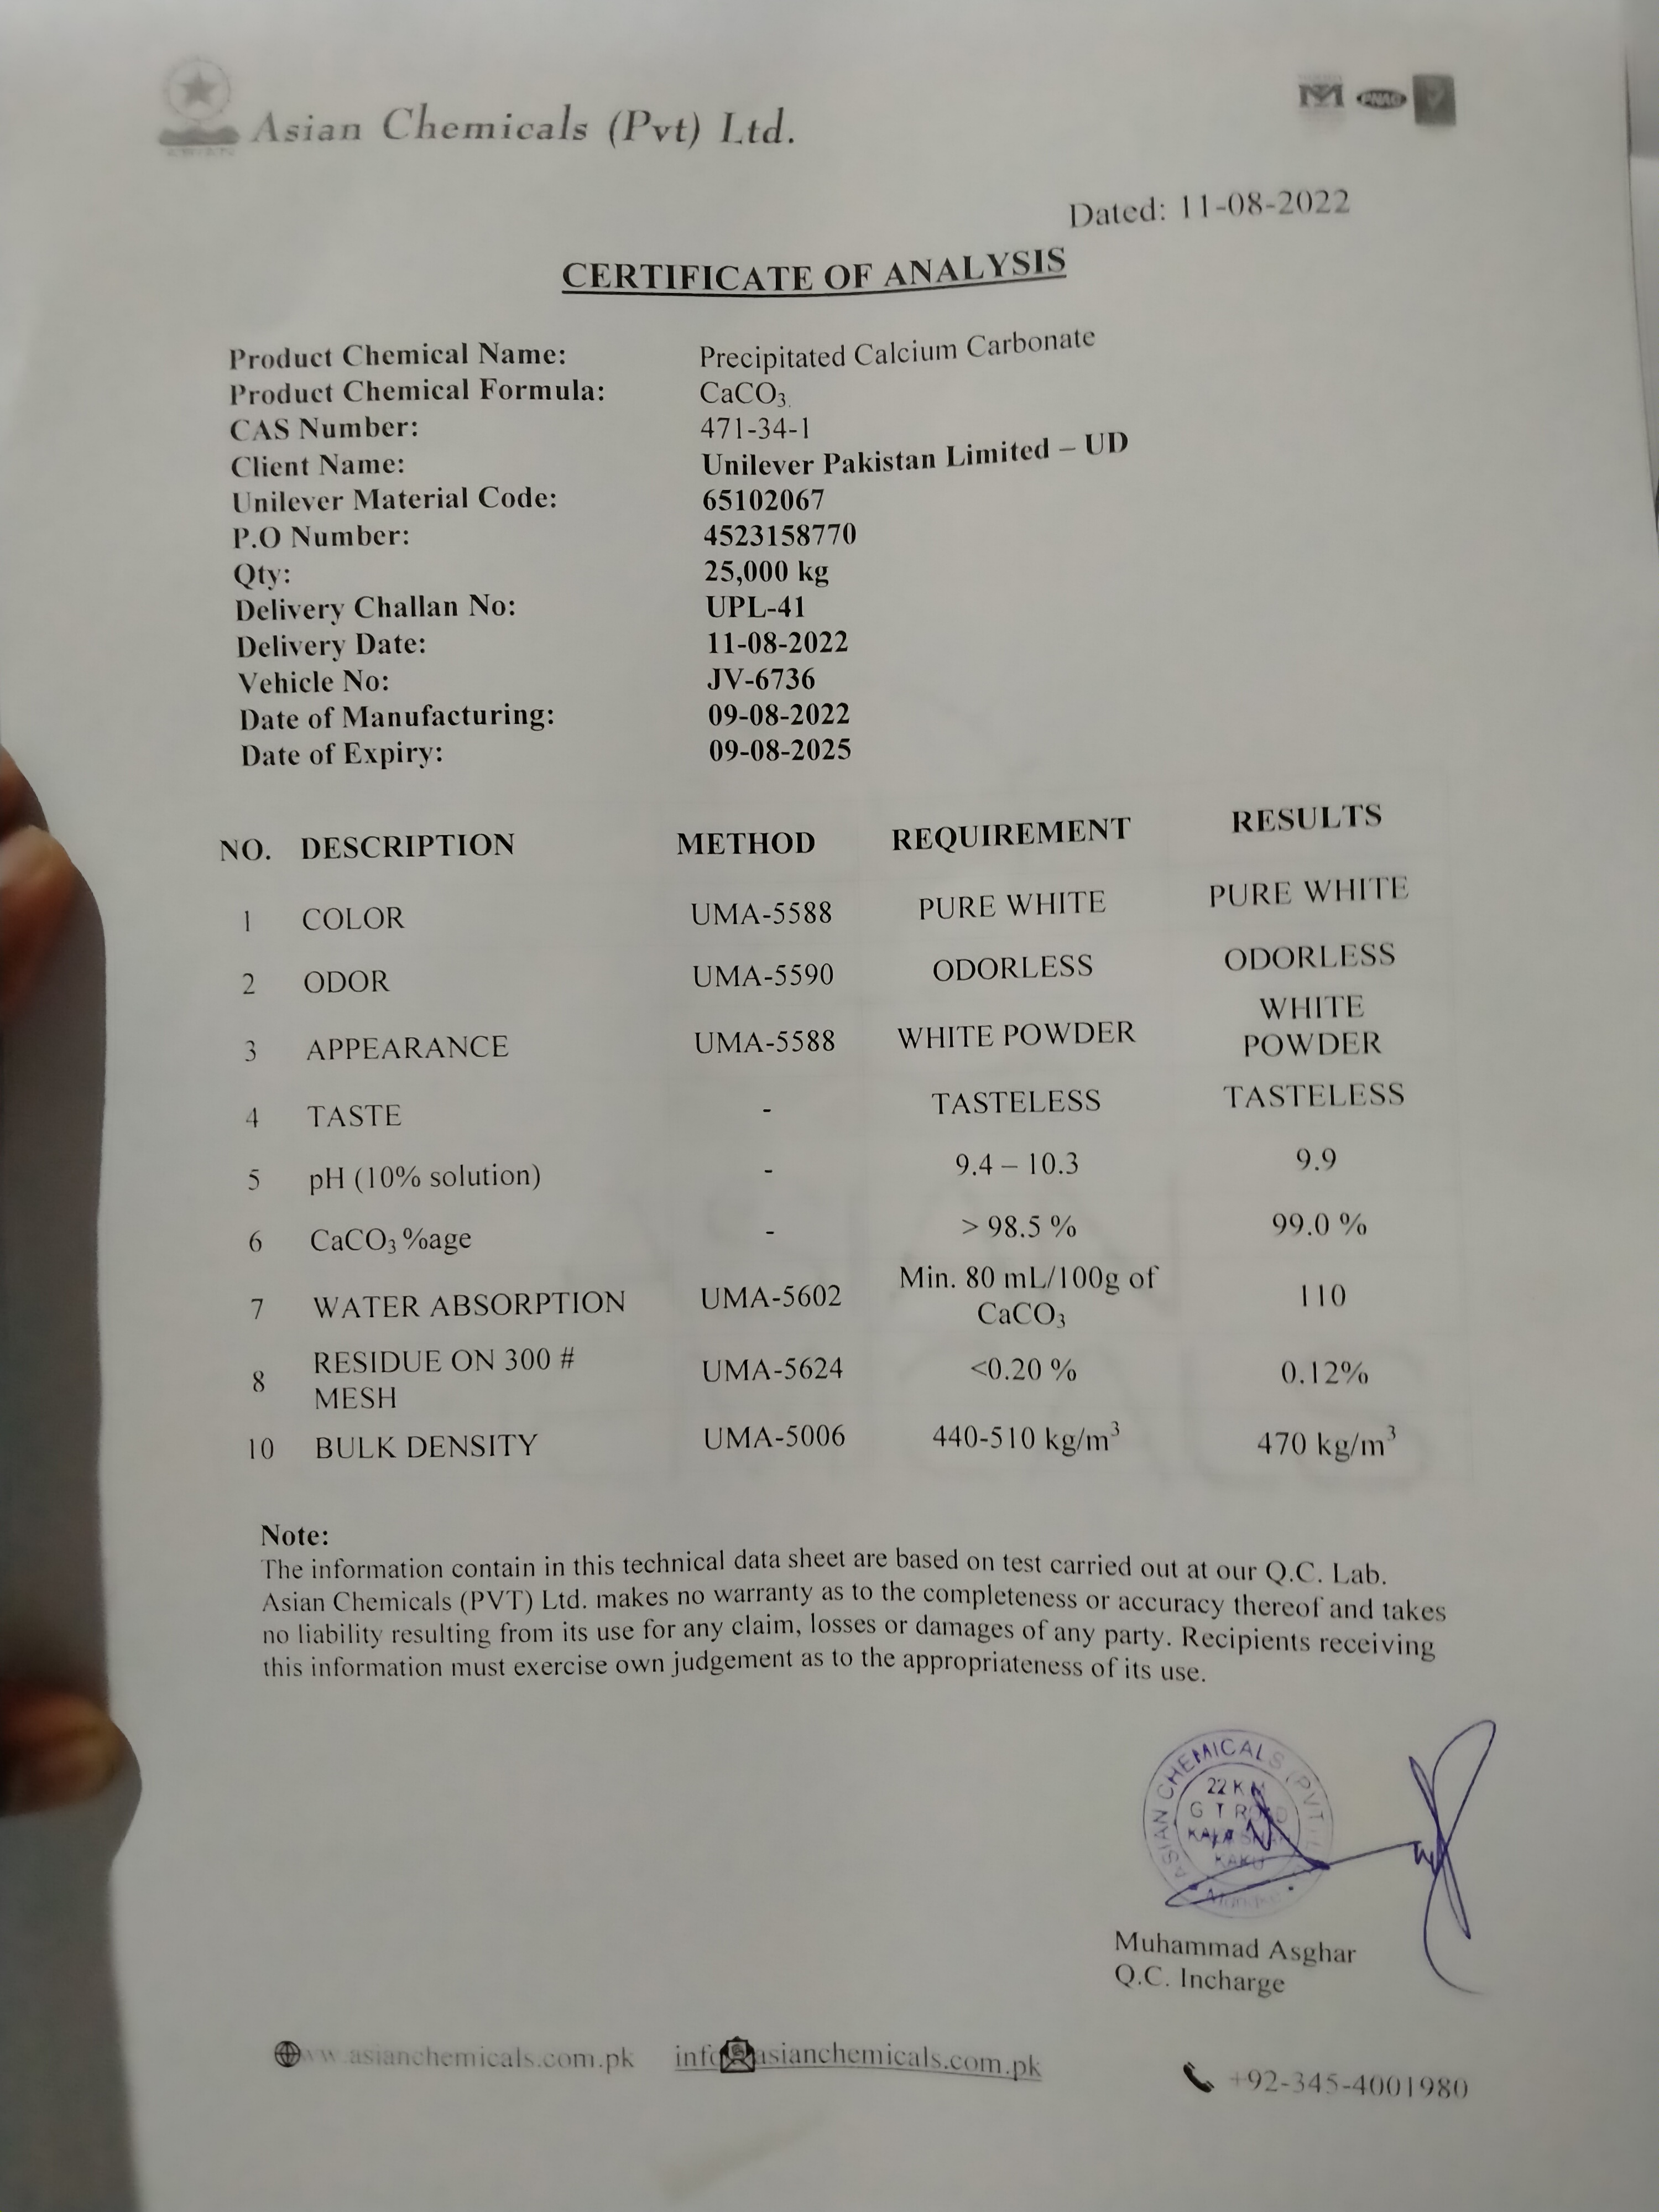 Asian Chemicals (Pvt) Ltd.
PNAC
Dated: 11-08-2022
CERTIFICATE OF ANALYSIS
Product Chemical Name: Precipitated Calcium Carbonate
Product Chemical Formula: CaCO₃
CAS Number: 471-34-1
Client Name: Unilever Pakistan Limited – UD
Unilever Material Code: 65102067
P.O Number: 4523158770
Qty: 25,000 kg
Delivery Challan No: UPL-41
Delivery Date: 11-08-2022
Vehicle No: JV-6736
Date of Manufacturing: 09-08-2022
Date of Expiry: 09-08-2025
NO. DESCRIPTION METHOD REQUIREMENT RESULTS
1 COLOR UMA-5588 PURE WHITE PURE WHITE
2 ODOR UMA-5590 ODORLESS ODORLESS
3 APPEARANCE UMA-5588 WHITE POWDER WHITE POWDER
4 TASTE - TASTELESS TASTELESS
5 pH (10% solution) - 9.4 – 10.3 9.9
6 CaCO₃ %age - > 98.5 % 99.0 %
7 WATER ABSORPTION UMA-5602 Min. 80 mL/100g of CaCO₃ 110
8 RESIDUE ON 300 # MESH UMA-5624 <0.20 % 0.12%
10 BULK DENSITY UMA-5006 440-510 kg/m³ 470 kg/m³
Note:
The information contain in this technical data sheet are based on test carried out at our Q.C. Lab.
Asian Chemicals (PVT) Ltd. makes no warranty as to the completeness or accuracy thereof and takes
no liability resulting from its use for any claim, losses or damages of any party. Recipients receiving
this information must exercise own judgement as to the appropriateness of its use.
ASIAN CHEMICALS (PVT)
22 KM
G T ROAD
KALA SHAH
KAKU
Muhammad Asghar
Q.C. Incharge
www.asianchemicals.com.pk info@asianchemicals.com.pk
+92-345-4001980